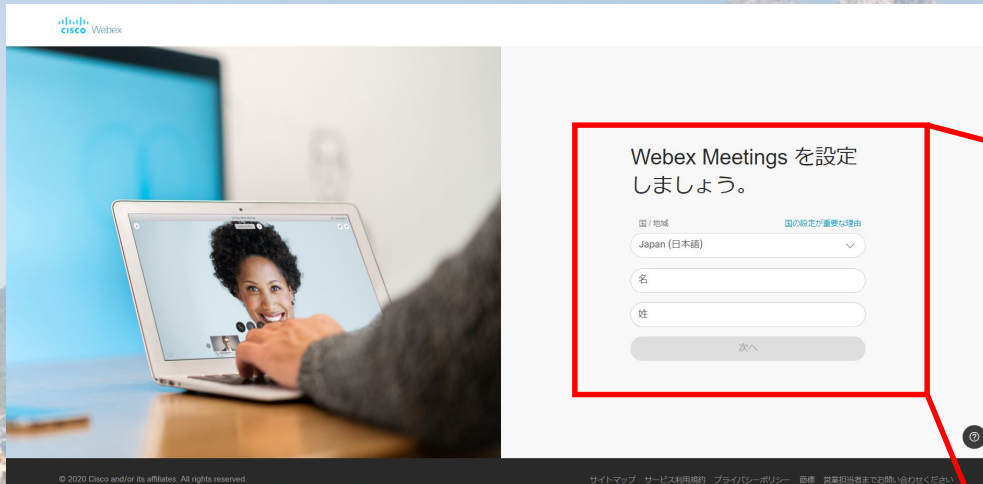 CISCO Webex
Webex Meetings を設定
しましょう。
国 / 地域 国の設定が重要な理由
Japan (日本語)
名
姓
次へ
© 2020 Cisco and/or its affiliates. All rights reserved. サイトマップ サービス利用規約 プライバシーポリシー 商標 営業担当者までお問い合わせください